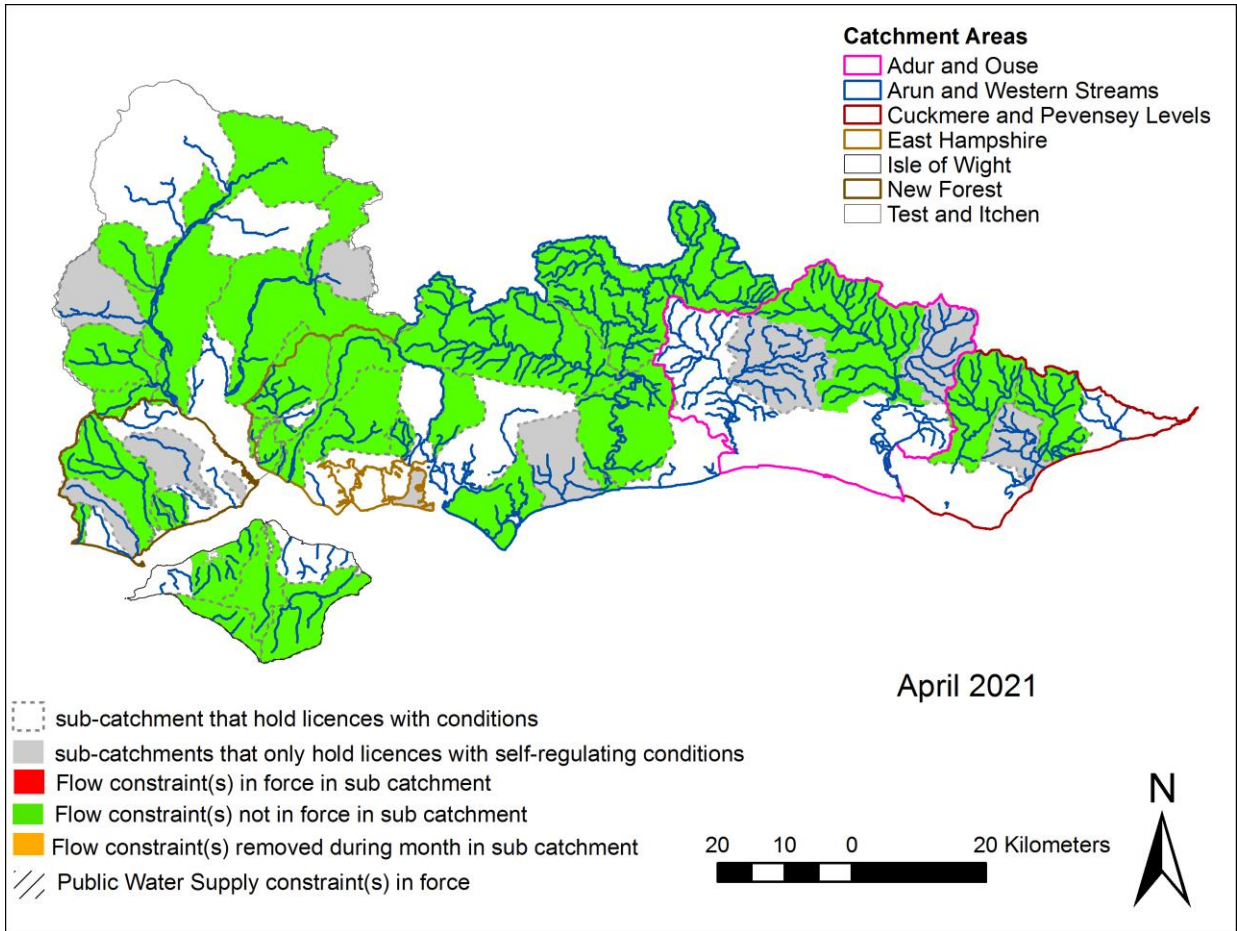 Catchment Areas
Adur and Ouse
Arun and Western Streams
Cuckmere and Pevensey Levels
East Hampshire
Isle of Wight
New Forest
Test and Itchen
April 2021
sub-catchment that hold licences with conditions
sub-catchments that only hold licences with self-regulating conditions
Flow constraint(s) in force in sub catchment
Flow constraint(s) not in force in sub catchment
Flow constraint(s) removed during month in sub catchment
Public Water Supply constraint(s) in force
20 10 0 20 Kilometers
N